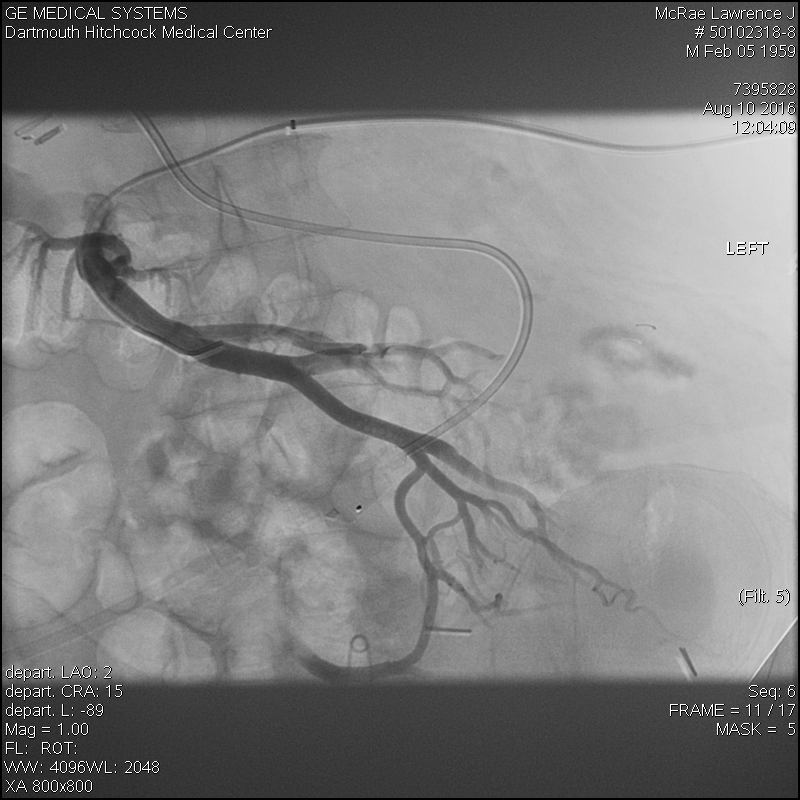 GE MEDICAL SYSTEMS
Dartmouth Hitchcock Medical Center
McRae Lawrence J
# 50102318-8
M Feb 05 1959
7395828
Aug 10 2016
12:04:09
LEFT
(Filt. 5)
depart. LAO: 2
depart. CRA: 15
depart. L: -89
Mag = 1.00
FL: ROT:
WW: 4096WL: 2048
XA 800x800
Seq: 6
FRAME = 11 / 17
MASK = 5